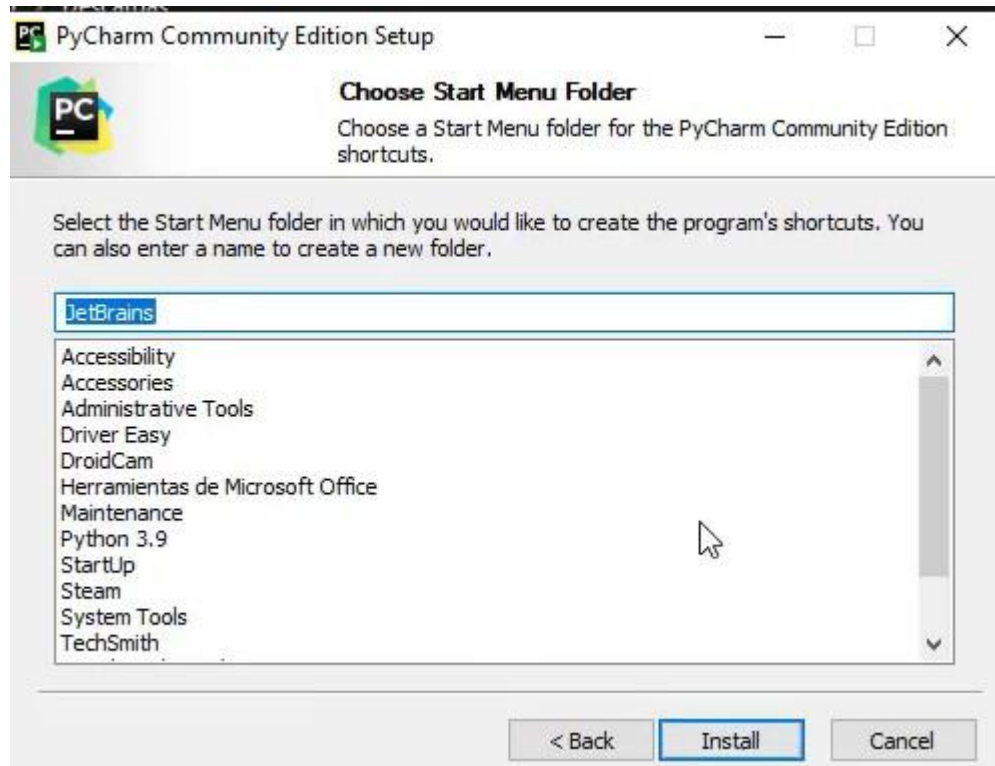 Descargas
PyCharm Community Edition Setup
PC
Choose Start Menu Folder
Choose a Start Menu folder for the PyCharm Community Edition
shortcuts.
Select the Start Menu folder in which you would like to create the program's shortcuts. You
can also enter a name to create a new folder.
JetBrains
Accessibility
Accessories
Administrative Tools
Driver Easy
DroidCam
Herramientas de Microsoft Office
Maintenance
Python 3.9
StartUp
Steam
System Tools
TechSmith
< Back
Install
Cancel